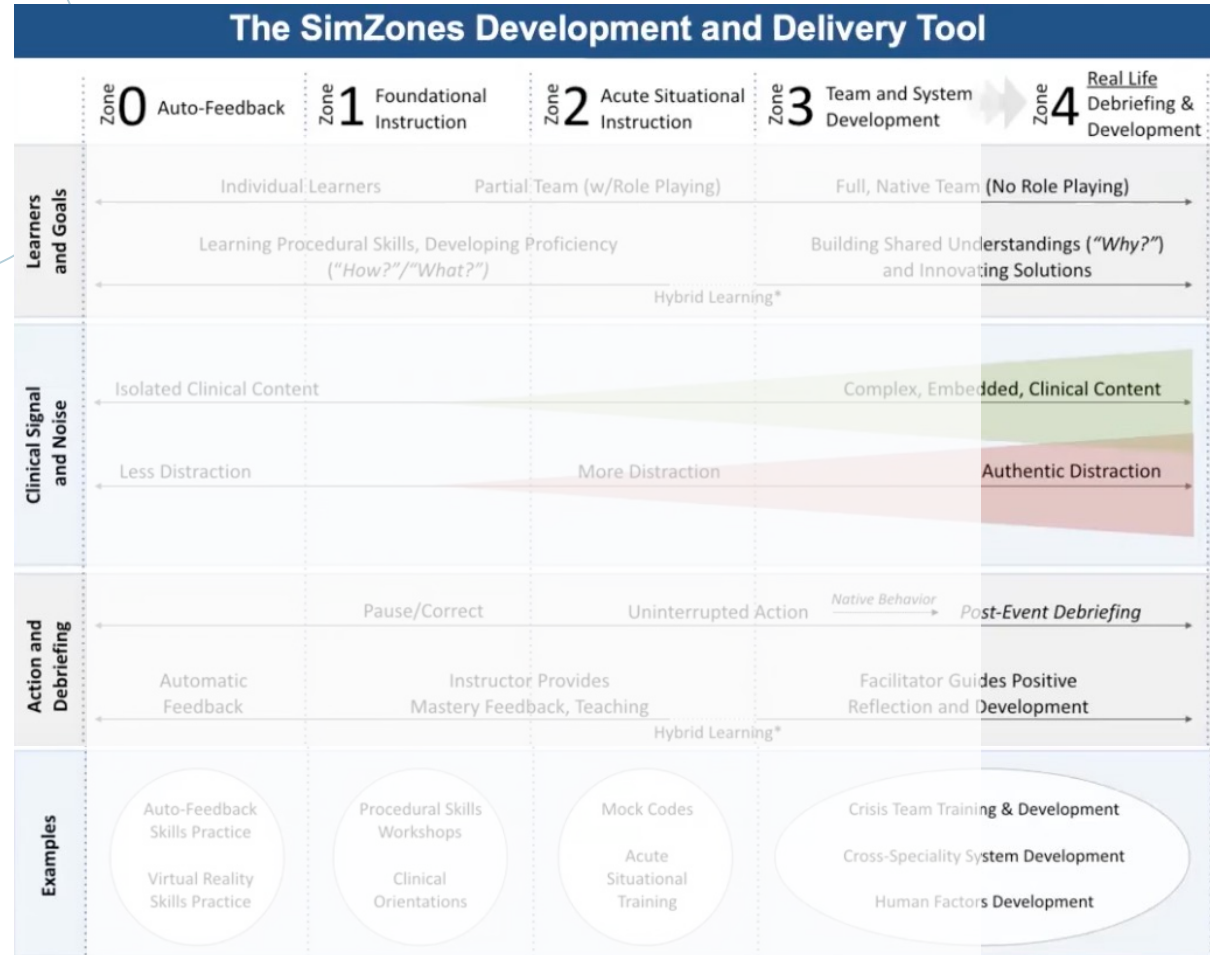 The SimZones Development and Delivery Tool
Zone 0 Auto-Feedback
Zone 1 Foundational
Instruction
Zone 2 Acute Situational
Instruction
Zone 3 Team and System
Development
Zone 4 Real Life
Debriefing &
Development
Learners
and Goals
Individual Learners Partial Team (w/Role Playing) Full, Native Team (No Role Playing)
Learning Procedural Skills, Developing Proficiency
("How?"/"What?")
Building Shared Understandings ("Why?")
and Innovating Solutions
Hybrid Learning*
Clinical Signal
and Noise
Isolated Clinical Content Complex, Embedded, Clinical Content
Less Distraction More Distraction Authentic Distraction
Action and
Debriefing
Pause/Correct Uninterrupted Action Native Behavior Post-Event Debriefing
Automatic
Feedback
Instructor Provides
Mastery Feedback, Teaching
Facilitator Guides Positive
Reflection and Development
Hybrid Learning*
Examples
Auto-Feedback
Skills Practice
Virtual Reality
Skills Practice
Procedural Skills
Workshops
Clinical
Orientations
Mock Codes
Acute
Situational
Training
Crisis Team Training & Development
Cross-Speciality System Development
Human Factors Development